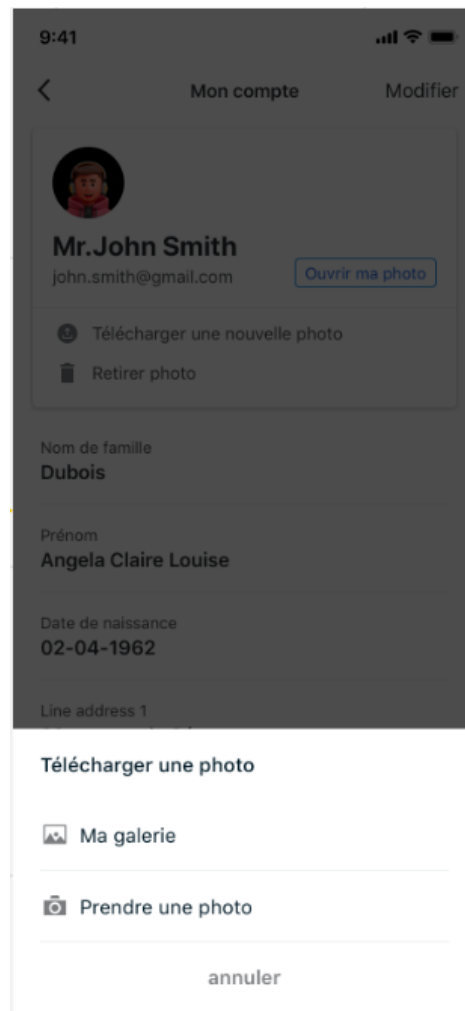 9:41
Mon compte Modifier
Mr.John Smith
john.smith@gmail.com Ouvrir ma photo
Télécharger une nouvelle photo
Retirer photo
Nom de famille
Dubois
Prénom
Angela Claire Louise
Date de naissance
02-04-1962
Line address 1
Télécharger une photo
Ma galerie
Prendre une photo
annuler